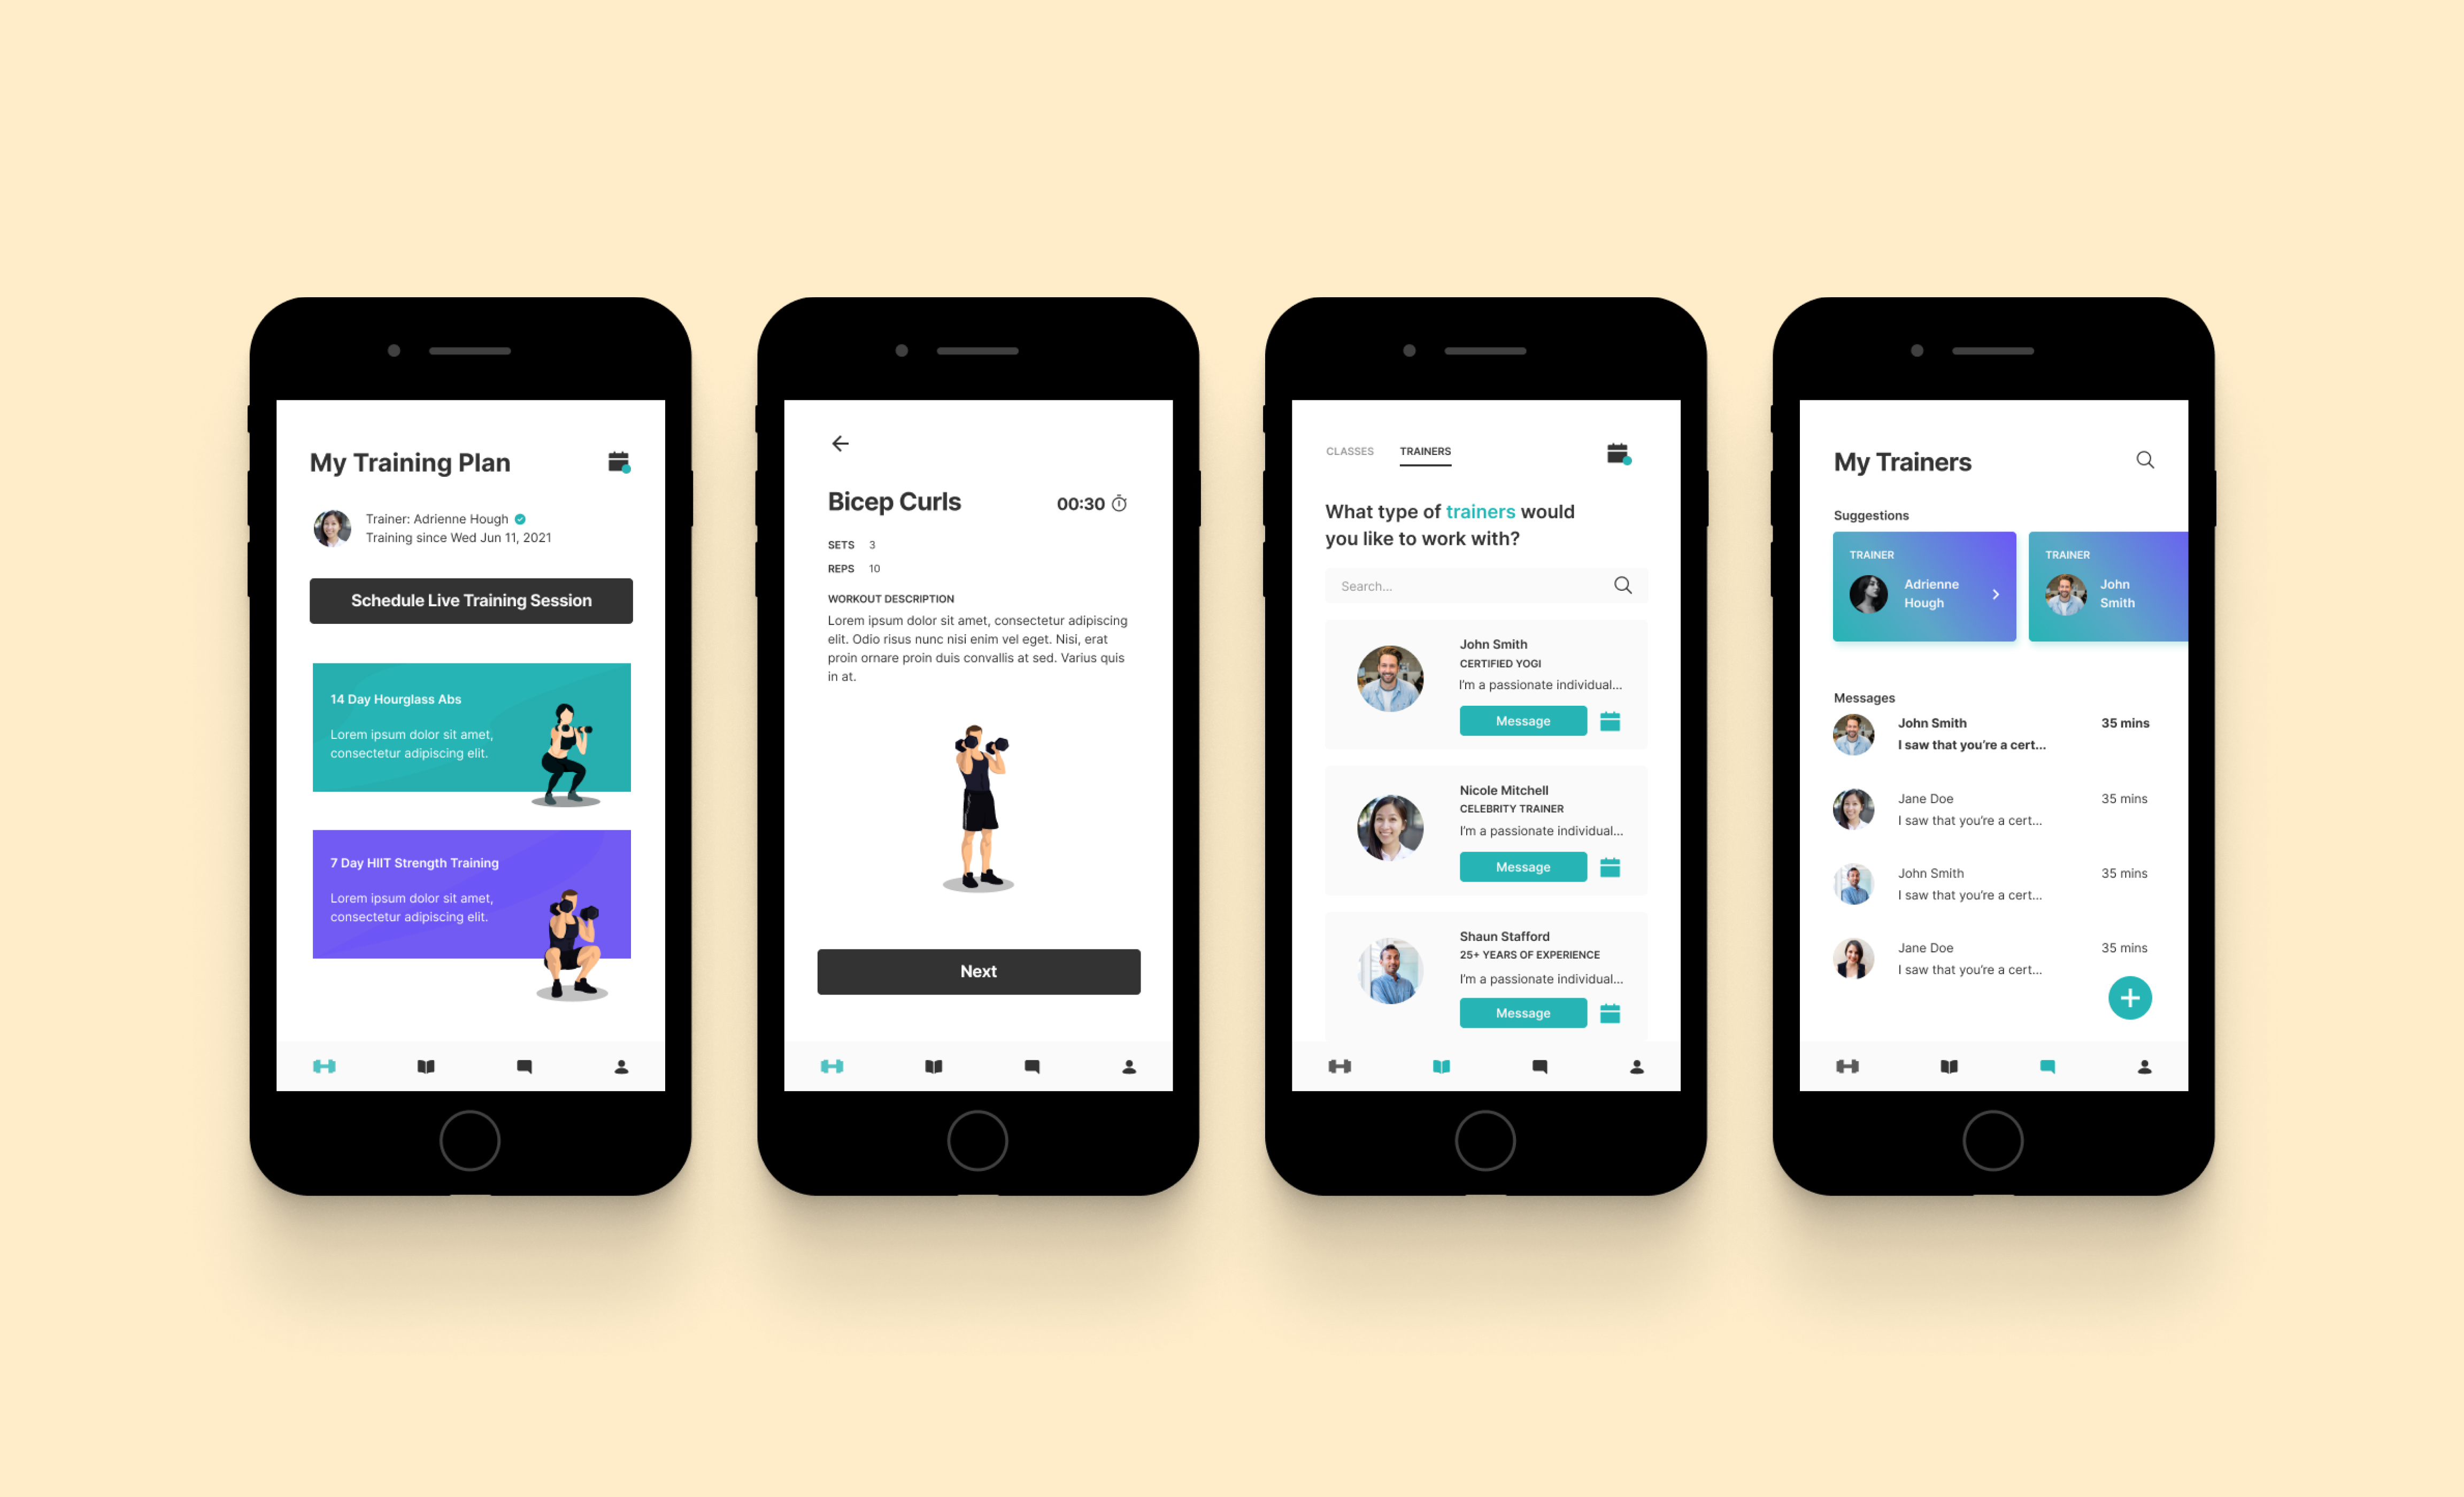 My Training Plan
Trainer: Adrienne Hough
Training since Wed Jun 11, 2021
Schedule Live Training Session
14 Day Hourglass Abs
Lorem ipsum dolor sit amet,
consectetur adipiscing elit.
7 Day HIIT Strength Training
Lorem ipsum dolor sit amet,
consectetur adipiscing elit.
Bicep Curls
00:30
SETS 3
REPS 10
WORKOUT DESCRIPTION
Lorem ipsum dolor sit amet, consectetur adipiscing
elit. Odio risus nunc nisi enim vel eget. Nisi, erat
proin ornare proin duis convallis at sed. Varius quis
in at.
Next
CLASSES TRAINERS
What type of trainers would
you like to work with?
Search...
John Smith
CERTIFIED YOGI
I'm a passionate individual...
Message
Nicole Mitchell
CELEBRITY TRAINER
I'm a passionate individual...
Message
Shaun Stafford
25+ YEARS OF EXPERIENCE
I'm a passionate individual...
Message
My Trainers
Suggestions
TRAINER
Adrienne
Hough
TRAINER
John
Smith
Messages
John Smith 35 mins
I saw that you're a cert...
Jane Doe 35 mins
I saw that you're a cert...
John Smith 35 mins
I saw that you're a cert...
Jane Doe 35 mins
I saw that you're a cert...